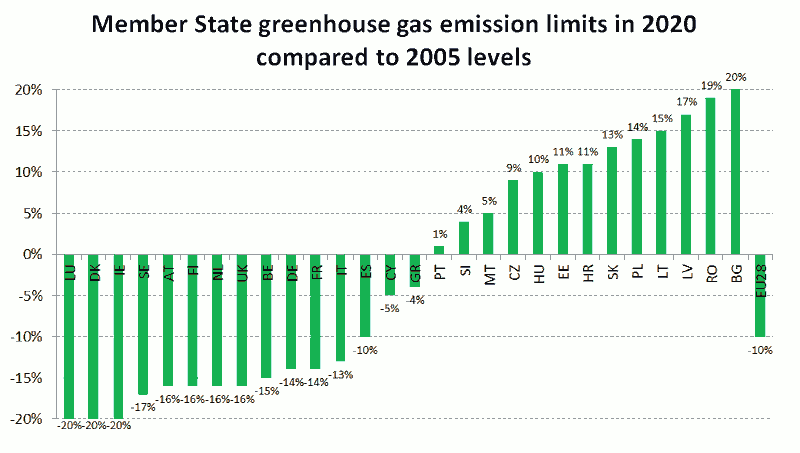 Member State greenhouse gas emission limits in 2020
compared to 2005 levels
20%
15%
10%
5%
0%
-5%
-10%
-15%
-20%
LU
DK
IE
SE
AT
FI
NL
UK
BE
DE
FR
IT
ES
CY
GR
PT
SI
MT
CZ
HU
EE
HR
SK
PL
LT
LV
RO
BG
EU28
-20%
-20%
-20%
-17%
-16%
-16%
-16%
-16%
-15%
-14%
-14%
-13%
-10%
-5%
-4%
1%
4%
5%
9%
10%
11%
11%
13%
14%
15%
17%
19%
20%
-10%